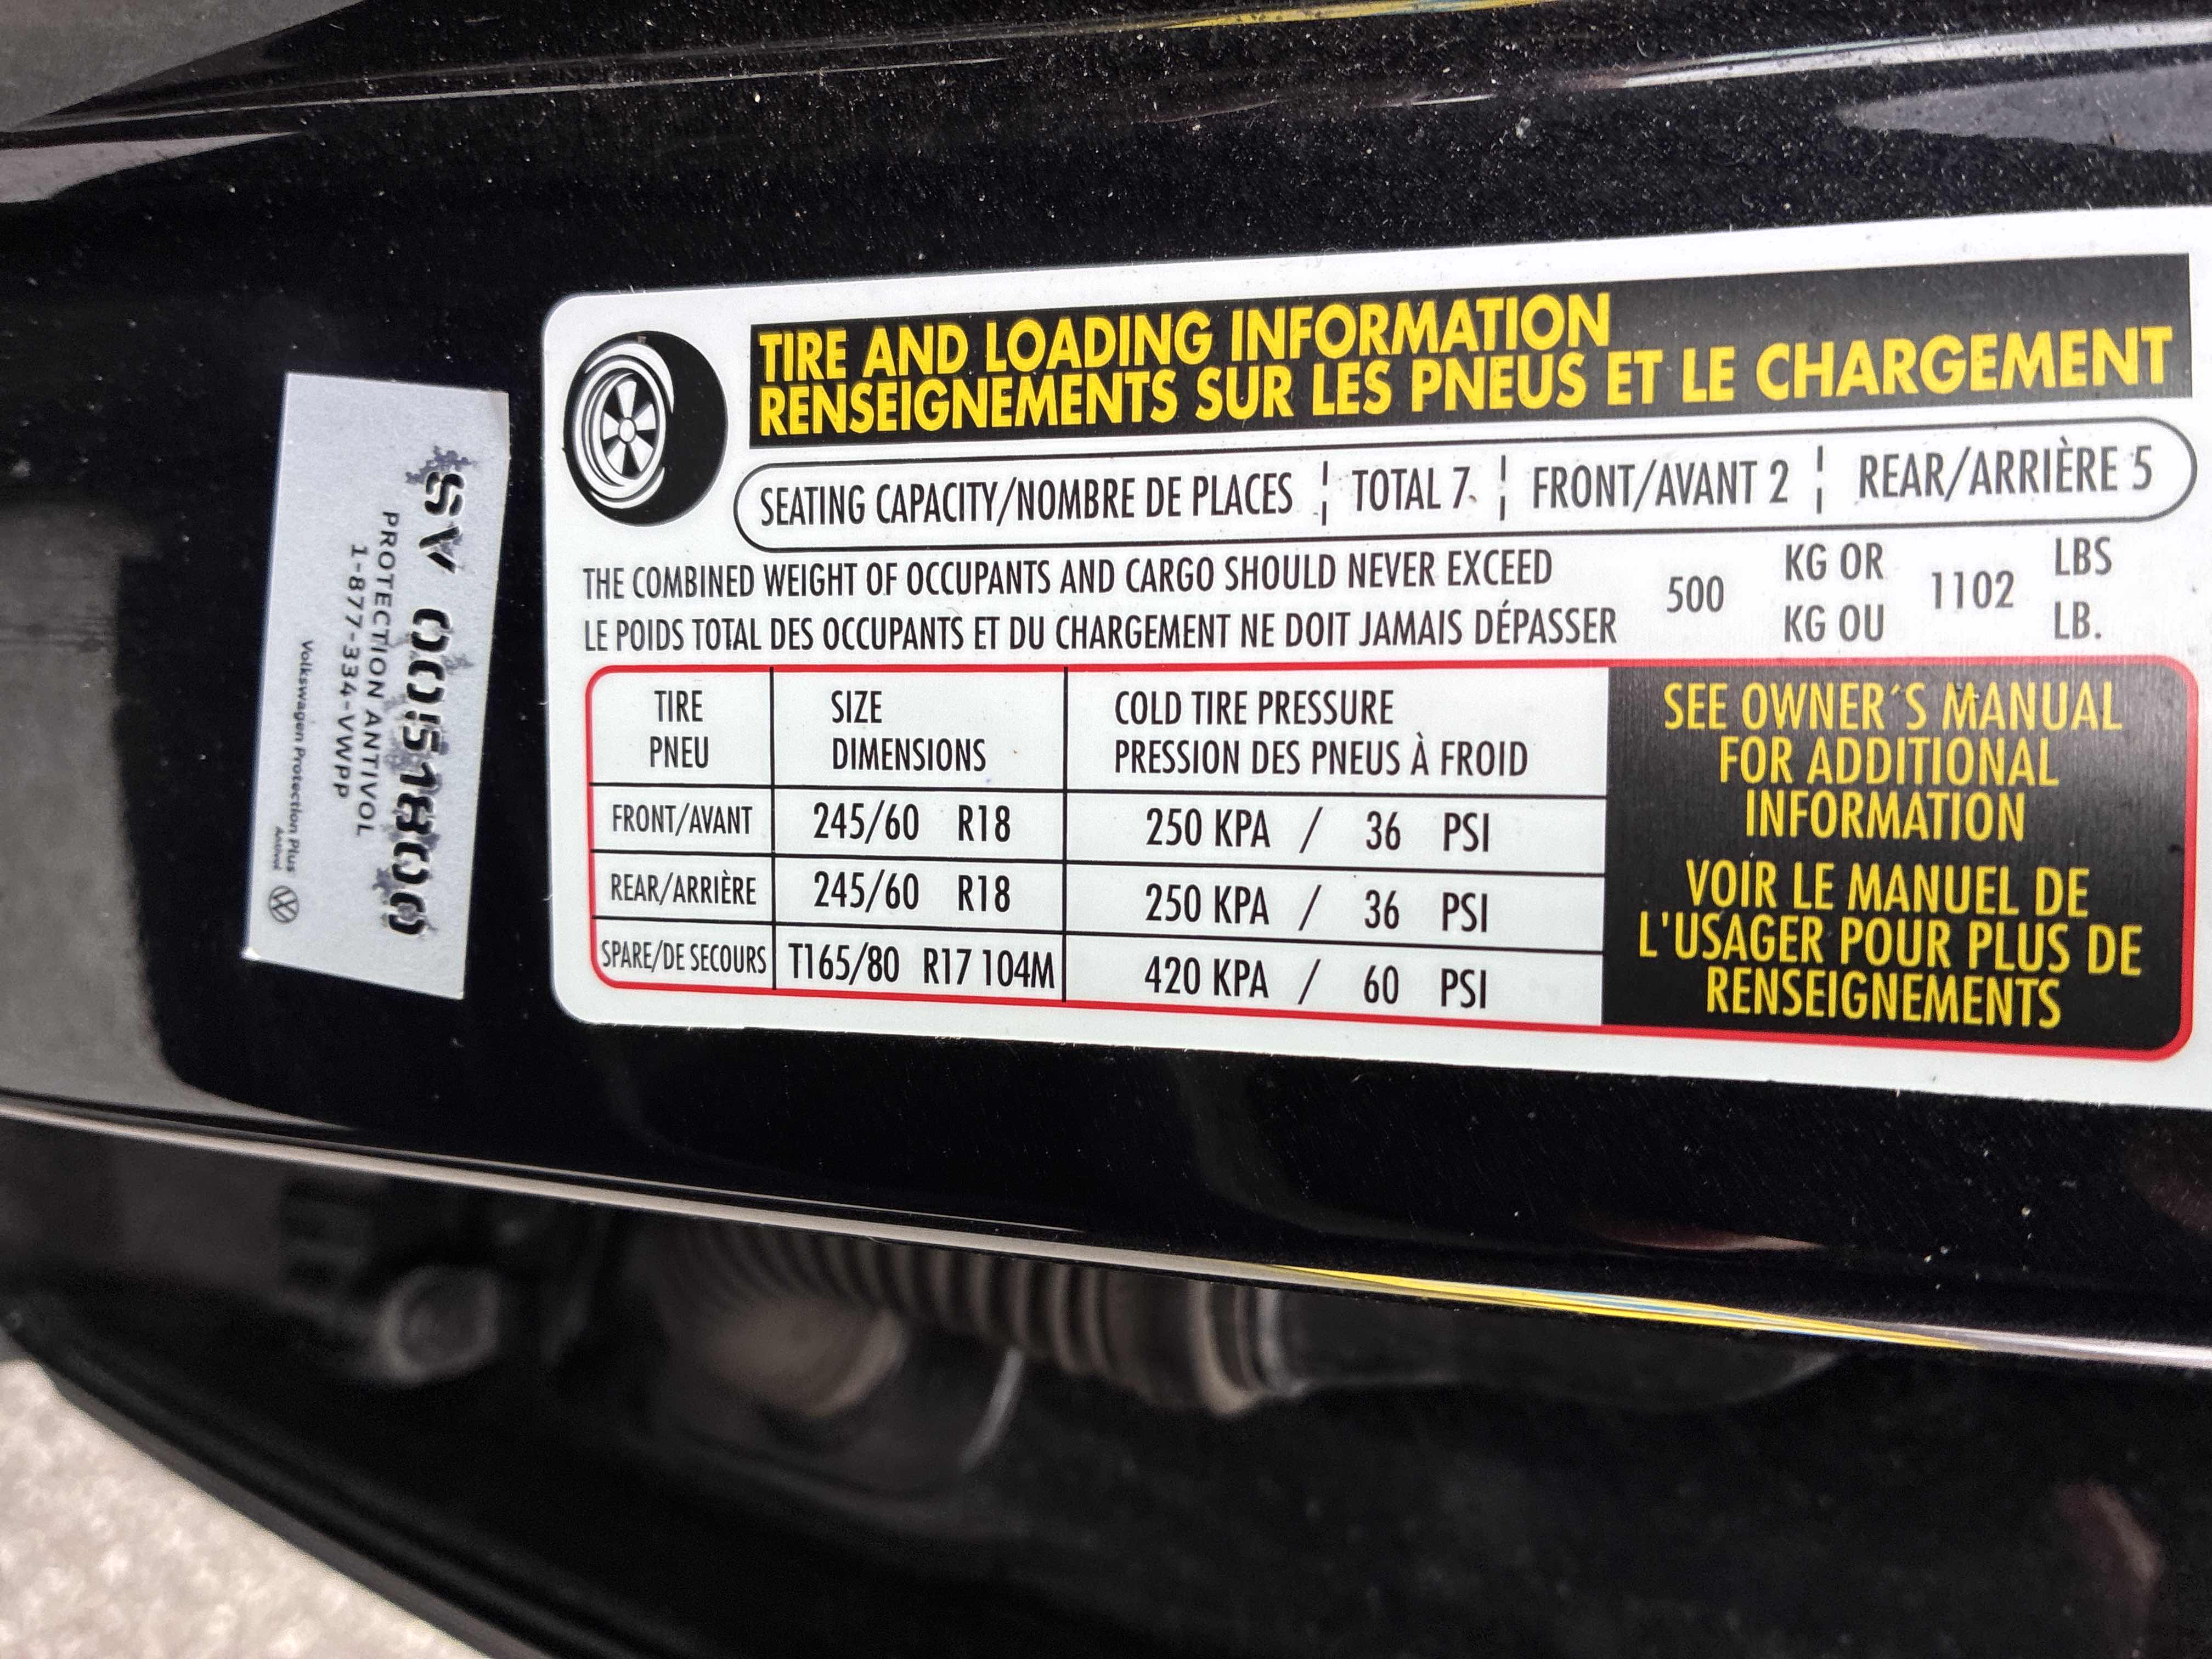 TIRE AND LOADING INFORMATION
RENSEIGNEMENTS SUR LES PNEUS ET LE CHARGEMENT
SEATING CAPACITY/NOMBRE DE PLACES ¦ TOTAL 7 ¦ FRONT/AVANT 2 ¦ REAR/ARRIÈRE 5
THE COMBINED WEIGHT OF OCCUPANTS AND CARGO SHOULD NEVER EXCEED 500 KG OR 1102 LBS
LE POIDS TOTAL DES OCCUPANTS ET DU CHARGEMENT NE DOIT JAMAIS DÉPASSER KG OU LB.
TIRE SIZE COLD TIRE PRESSURE
PNEU DIMENSIONS PRESSION DES PNEUS À FROID
FRONT/AVANT 245/60 R18 250 KPA / 36 PSI
REAR/ARRIÈRE 245/60 R18 250 KPA / 36 PSI
SPARE/DE SECOURS T165/80 R17 104M 420 KPA / 60 PSI
SEE OWNER´S MANUAL
FOR ADDITIONAL
INFORMATION
VOIR LE MANUEL DE
L'USAGER POUR PLUS DE
RENSEIGNEMENTS
SV 00518800
PROTECTION ANTIVOL
1-877-334-VWPP
Volkswagen Protection Plus
Antivol